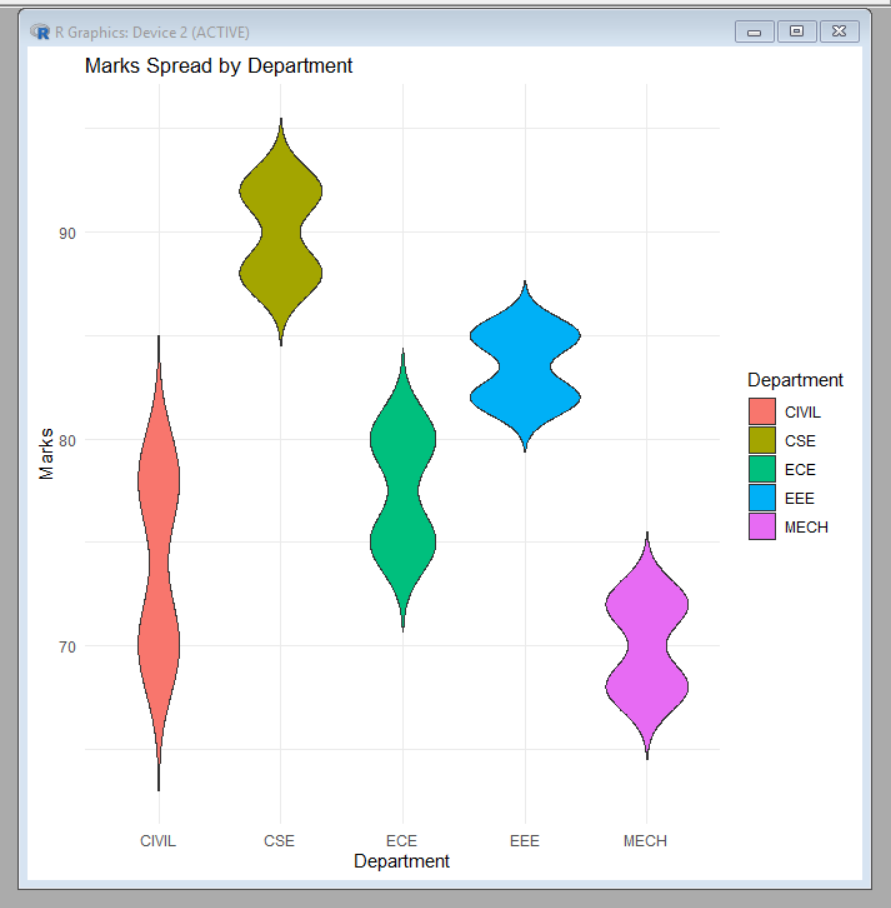 R Graphics: Device 2 (ACTIVE)
Marks Spread by Department
90
80
70
Marks
CIVIL CSE ECE EEE MECH
Department
Department
CIVIL
CSE
ECE
EEE
MECH